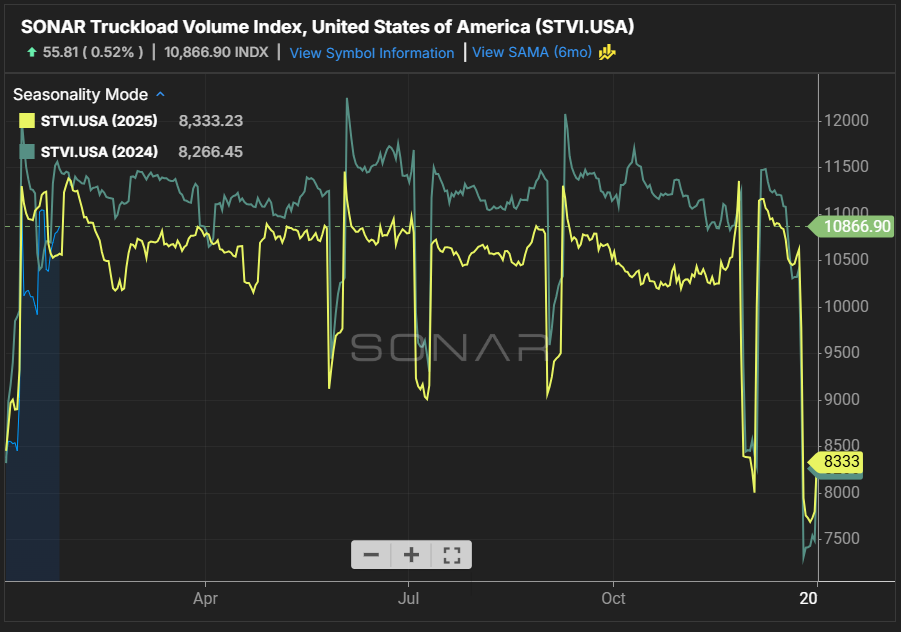 SONAR Truckload Volume Index, United States of America (STVI.USA)
55.81 ( 0.52% ) | 10,866.90 INDX | View Symbol Information | View SAMA (6mo)
Seasonality Mode
STVI.USA (2025) 8,333.23
STVI.USA (2024) 8,266.45
12000
11500
11000
10866.90
10500
10000
9500
SONAR
9000
8500
8333
8000
7500
Apr
Jul
Oct
20